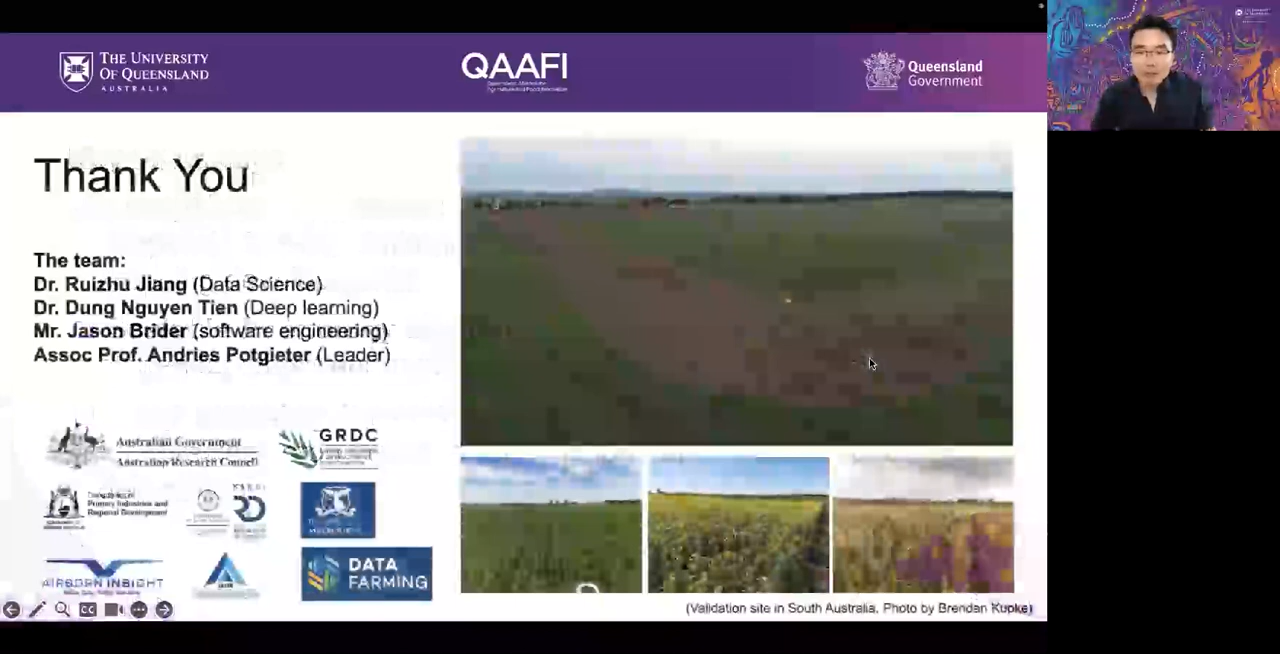 THE UNIVERSITY
OF QUEENSLAND
AUSTRALIA
QAAFI
Queensland
Government
Thank You
The team:
Dr. Ruizhu Jiang (Data Science)
Dr. Dung Nguyen Tien (Deep learning)
Mr. Jason Brider (software engineering)
Assoc Prof. Andries Potgieter (Leader)
Australian Government
Australian Research Council
GRDC
Primary Industries and
Regional Development
AIRBORN INSIGHT
DATA
FARMING
CC
(Validation site in South Australia. Photo by Brendan Kupke)